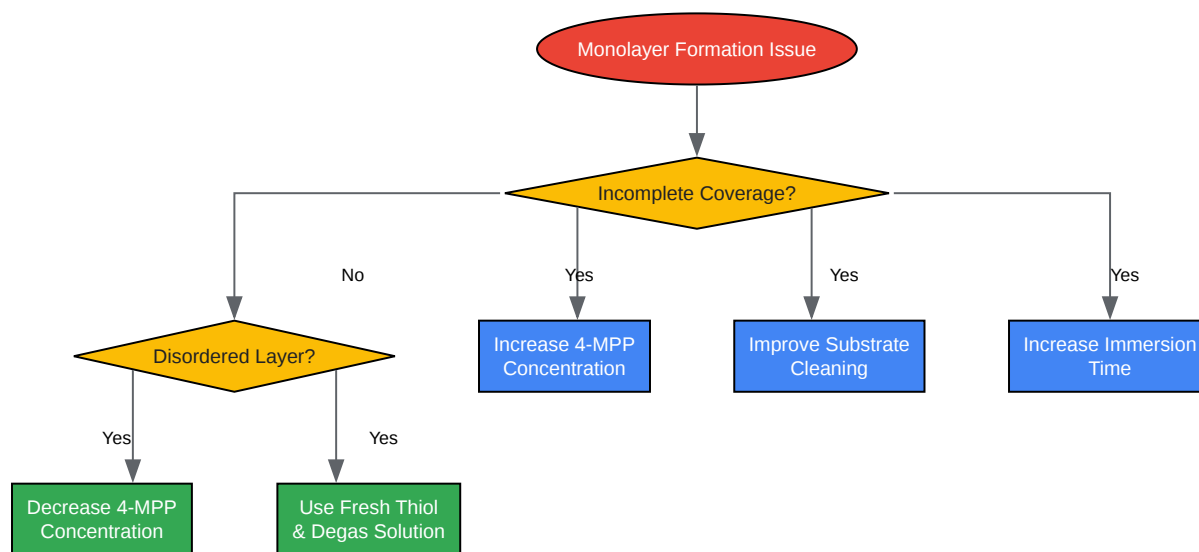 Monolayer Formation Issue
Incomplete Coverage?
No
Yes
Yes
Yes
Disordered Layer?
Increase 4-MPP
Concentration
Improve Substrate
Cleaning
Increase Immersion
Time
Yes
Yes
Decrease 4-MPP
Concentration
Use Fresh Thiol
& Degas Solution